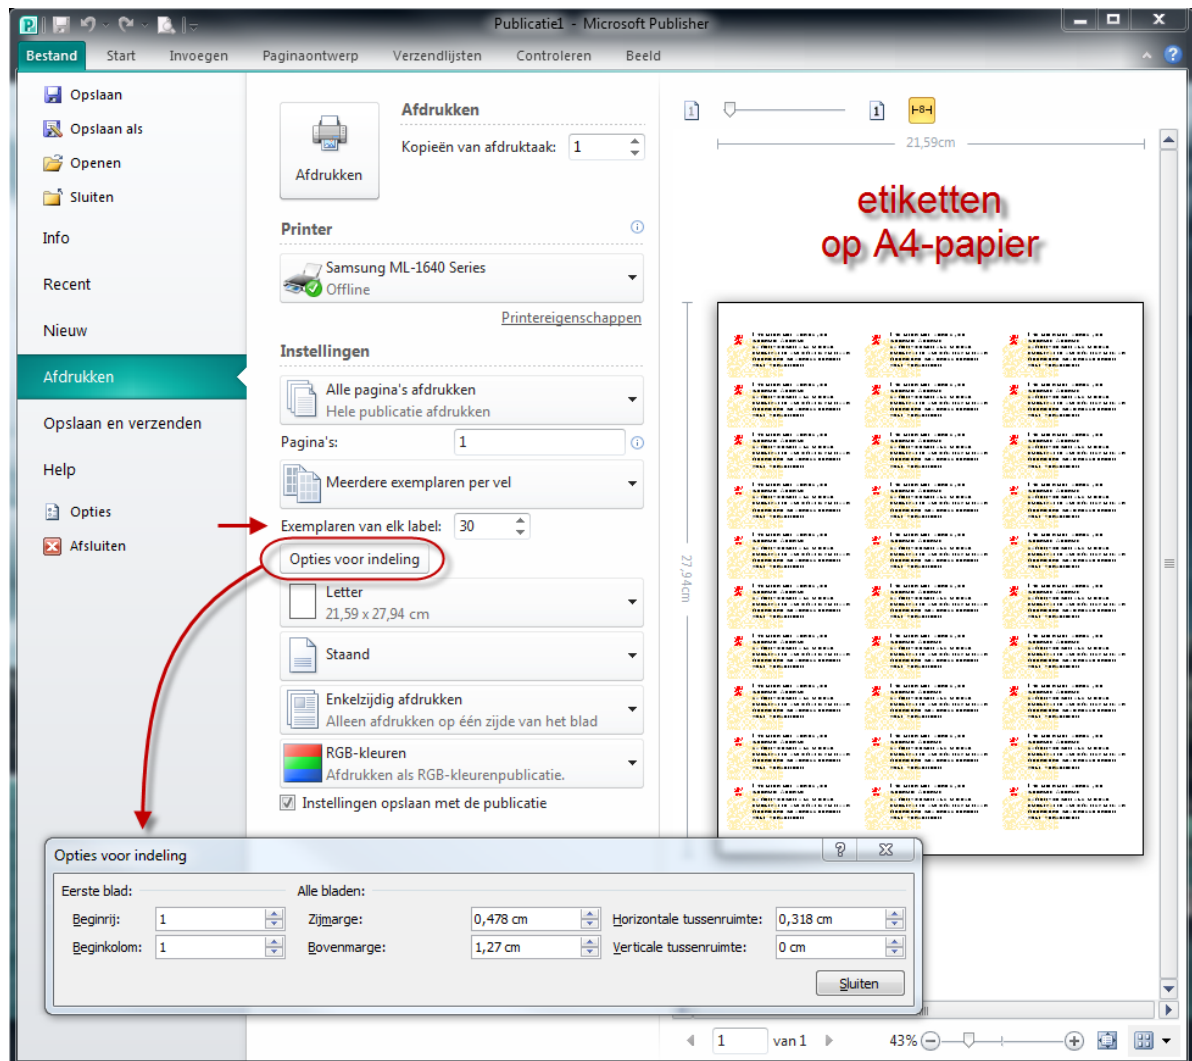 Publicatie1 - Microsoft Publisher
Bestand Start Invoegen Paginaontwerp Verzendlijsten Controleren Beeld
Opslaan
Opslaan als
Openen
Sluiten
Info
Recent
Nieuw
Afdrukken
Opslaan en verzenden
Help
Opties
Afsluiten
Afdrukken
Afdrukken
Kopieën van afdruktaak: 1
Printer
Samsung ML-1640 Series
Offline
Printereigenschappen
Instellingen
Alle pagina's afdrukken
Hele publicatie afdrukken
Pagina's: 1
Meerdere exemplaren per vel
Exemplaren van elk label: 30
Opties voor indeling
Letter
21,59 x 27,94 cm
Staand
Enkelzijdig afdrukken
Alleen afdrukken op één zijde van het blad
RGB-kleuren
Afdrukken als RGB-kleurenpublicatie.
Instellingen opslaan met de publicatie
1 1
21,59cm
etiketten
op A4-papier
27,94cm
Opties voor indeling
Eerste blad: Alle bladen:
Beginrij: 1 Zijmarge: 0,478 cm Horizontale tussenruimte: 0,318 cm
Beginkolom: 1 Bovenmarge: 1,27 cm Verticale tussenruimte: 0 cm
Sluiten
1 van 1 43%